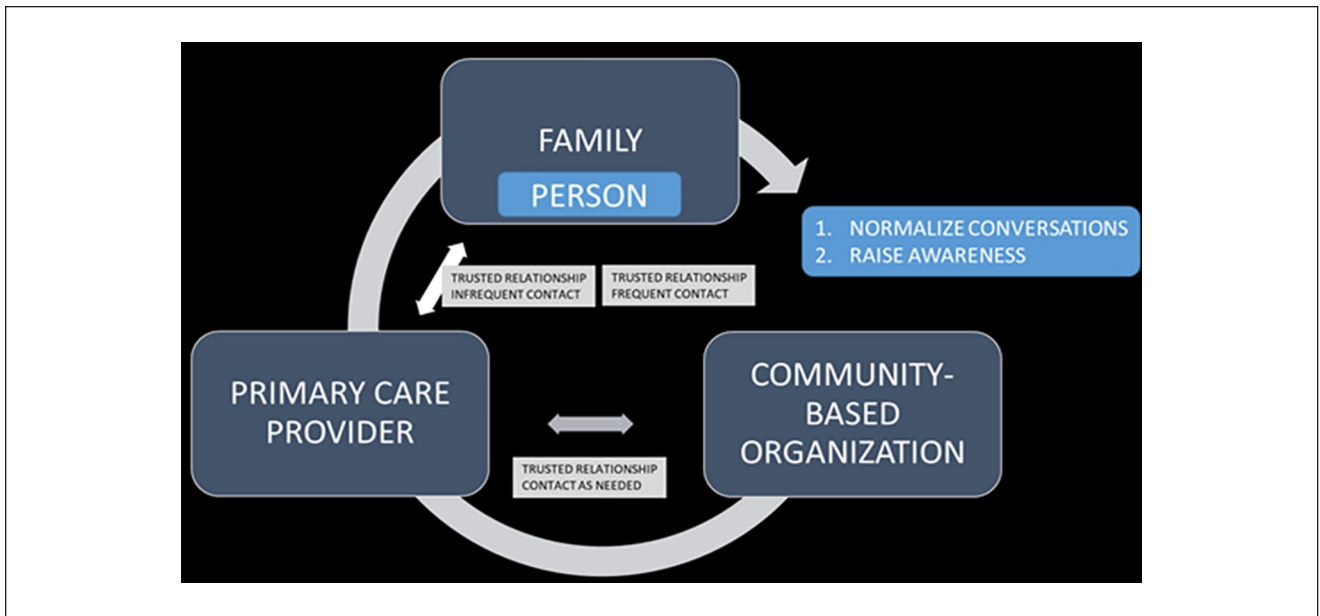 FAMILY
PERSON
1. NORMALIZE CONVERSATIONS
2. RAISE AWARENESS
TRUSTED RELATIONSHIP
INFREQUENT CONTACT
TRUSTED RELATIONSHIP
FREQUENT CONTACT
PRIMARY CARE
PROVIDER
COMMUNITY-
BASED
ORGANIZATION
TRUSTED RELATIONSHIP
CONTACT AS NEEDED